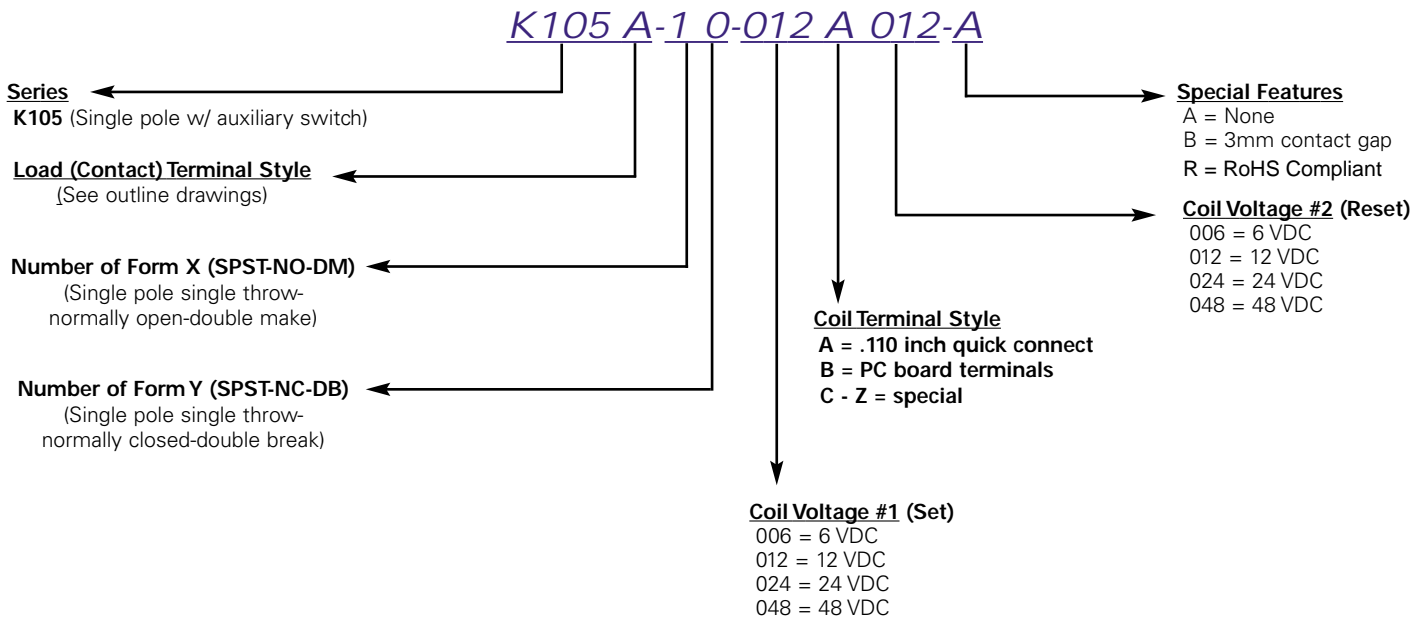 K105 A-1 0-012 A 012-A
Series
K105 (Single pole w/ auxiliary switch)
Load (Contact) Terminal Style
(See outline drawings)
Number of Form X (SPST-NO-DM)
(Single pole single throw-
normally open-double make)
Number of Form Y (SPST-NC-DB)
(Single pole single throw-
normally closed-double break)
Coil Voltage #1 (Set)
006 = 6 VDC
012 = 12 VDC
024 = 24 VDC
048 = 48 VDC
Coil Terminal Style
A = .110 inch quick connect
B = PC board terminals
C - Z = special
Special Features
A = None
B = 3mm contact gap
R = RoHS Compliant
Coil Voltage #2 (Reset)
006 = 6 VDC
012 = 12 VDC
024 = 24 VDC
048 = 48 VDC